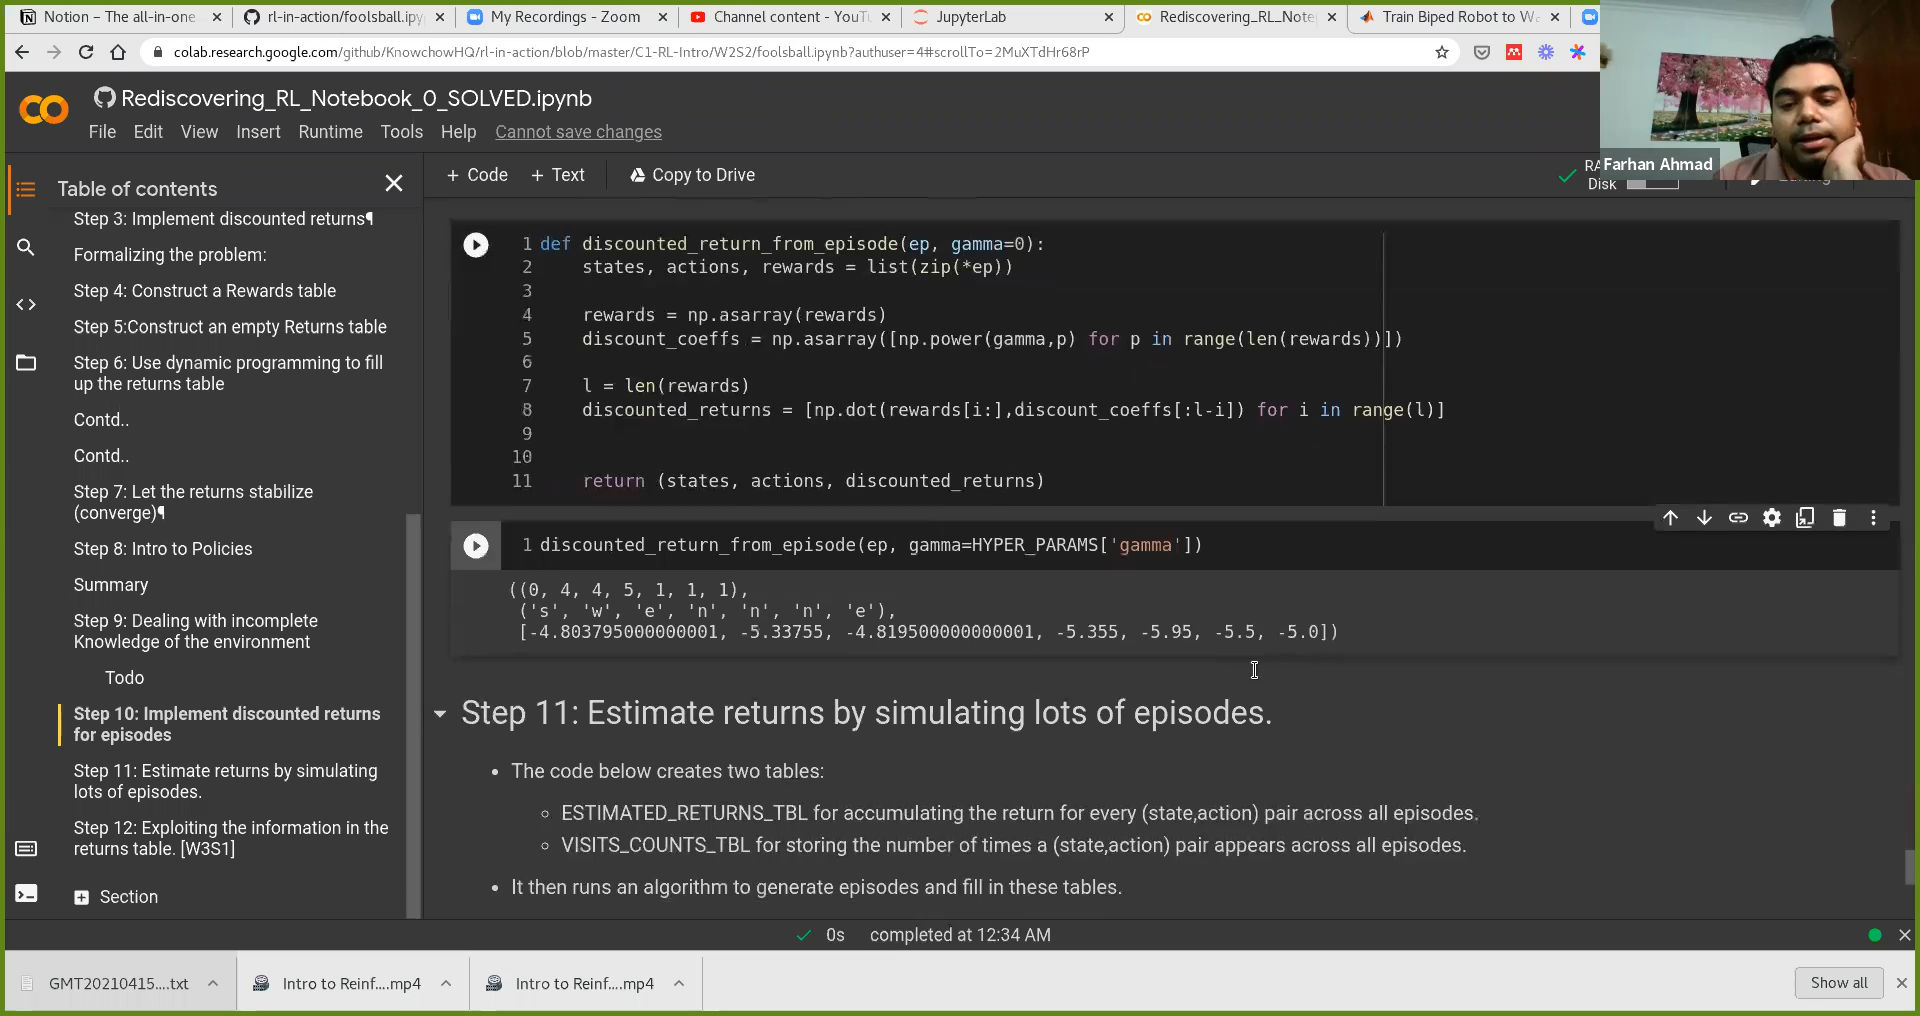 Notion – The all-in-one
rl-in-action/foolsball.ipy
My Recordings - Zoom
Channel content - YouTu
JupyterLab
Rediscovering_RL_Note
Train Biped Robot to Wa
colab.research.google.com/github/KnowchowHQ/rl-in-action/blob/master/C1-RL-Intro/W2S2/foolsball.ipynb?authuser=4#scrollTo=2MuXTdHr68rP
Rediscovering_RL_Notebook_0_SOLVED.ipynb
File Edit View Insert Runtime Tools Help Cannot save changes
Farhan Ahmad
Table of contents
+ Code + Text Copy to Drive
Disk
Step 3: Implement discounted returns¶
Formalizing the problem:
Step 4: Construct a Rewards table
Step 5:Construct an empty Returns table
Step 6: Use dynamic programming to fill
up the returns table
Contd..
Contd..
Step 7: Let the returns stabilize
(converge)¶
Step 8: Intro to Policies
Summary
Step 9: Dealing with incomplete
Knowledge of the environment
Todo
Step 10: Implement discounted returns
for episodes
Step 11: Estimate returns by simulating
lots of episodes.
Step 12: Exploiting the information in the
returns table. [W3S1]
Section
1 def discounted_return_from_episode(ep, gamma=0):
2 states, actions, rewards = list(zip(*ep))
3
4 rewards = np.asarray(rewards)
5 discount_coeffs = np.asarray([np.power(gamma,p) for p in range(len(rewards))])
6
7 l = len(rewards)
8 discounted_returns = [np.dot(rewards[i:],discount_coeffs[:l-i]) for i in range(l)]
9
10
11 return (states, actions, discounted_returns)
1 discounted_return_from_episode(ep, gamma=HYPER_PARAMS['gamma'])
((0, 4, 4, 5, 1, 1, 1),
('s', 'w', 'e', 'n', 'n', 'n', 'e'),
[-4.803795000000001, -5.33755, -4.819500000000001, -5.355, -5.95, -5.5, -5.0])
Step 11: Estimate returns by simulating lots of episodes.
• The code below creates two tables:
◦ ESTIMATED_RETURNS_TBL for accumulating the return for every (state,action) pair across all episodes.
◦ VISITS_COUNTS_TBL for storing the number of times a (state,action) pair appears across all episodes.
• It then runs an algorithm to generate episodes and fill in these tables.
0s completed at 12:34 AM
GMT20210415....txt
Intro to Reinf....mp4
Intro to Reinf....mp4
Show all